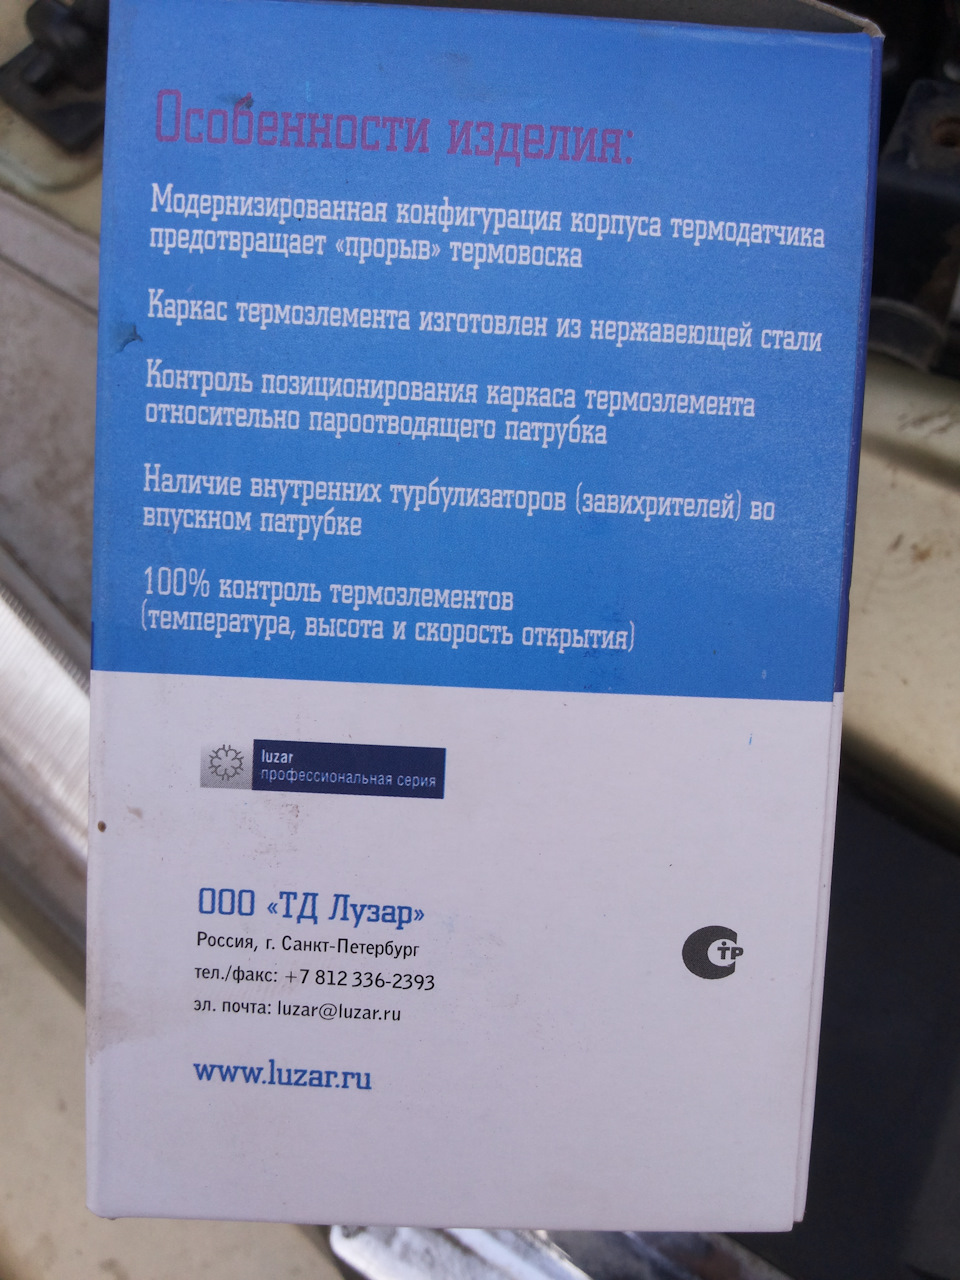 Особенности изделия:
Модернизированная конфигурация корпуса термодатчика
предотвращает «прорыв» термовоска
Каркас термоэлемента изготовлен из нержавеющей стали
Контроль позиционирования каркаса термоэлемента
относительно пароотводящего патрубка
Наличие внутренних турбулизаторов (завихрителей) во
впускном патрубке
100% контроль термоэлементов
(температура, высота и скорость открытия)
luzar
профессиональная серия
ООО «ТД Лузар»
Россия, г. Санкт-Петербург
тел./факс: +7 812 336-2393
эл. почта: luzar@luzar.ru
www.luzar.ru
СТР